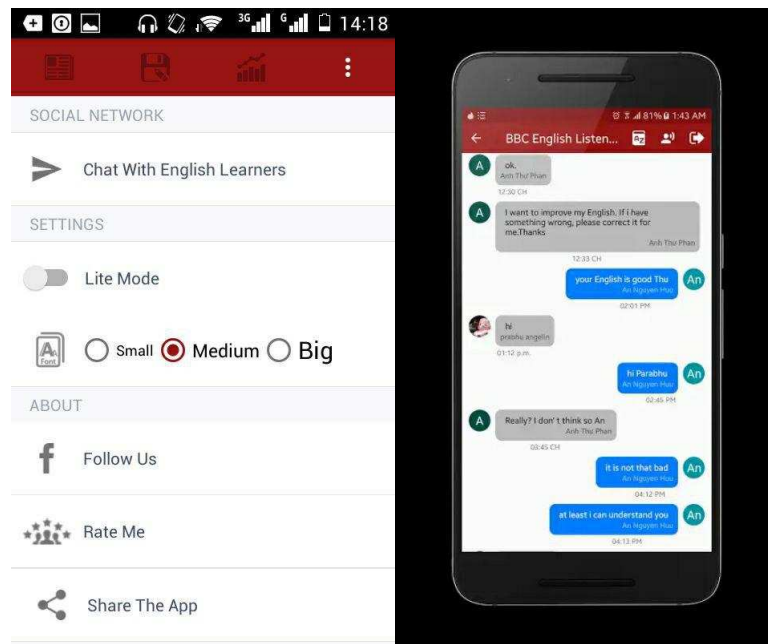 3G G 14:18
SOCIAL NETWORK
Chat With English Learners
SETTINGS
Lite Mode
A A Font Small Medium Big
ABOUT
f Follow Us
Rate Me
Share The App
81% 1:43 AM
BBC English Listen... AZ
A ok.
Anh Thu Phan
12:30 CH
A I want to improve my English. If i have
something wrong, please correct it for
me.Thanks
Anh Thu Phan
12:33 CH
your English is good Thu An
An Nguyen Huu
02:01 PM
hi
prabhu angelin
01:12 p.m.
hi Parabhu An
An Nguyen Huu
02:45 PM
A Really? I don't think so An
Anh Thu Phan
03:45 CH
it is not that bad An
An Nguyen Huu
04:12 PM
at least i can understand you An
An Nguyen Huu
04:13 PM